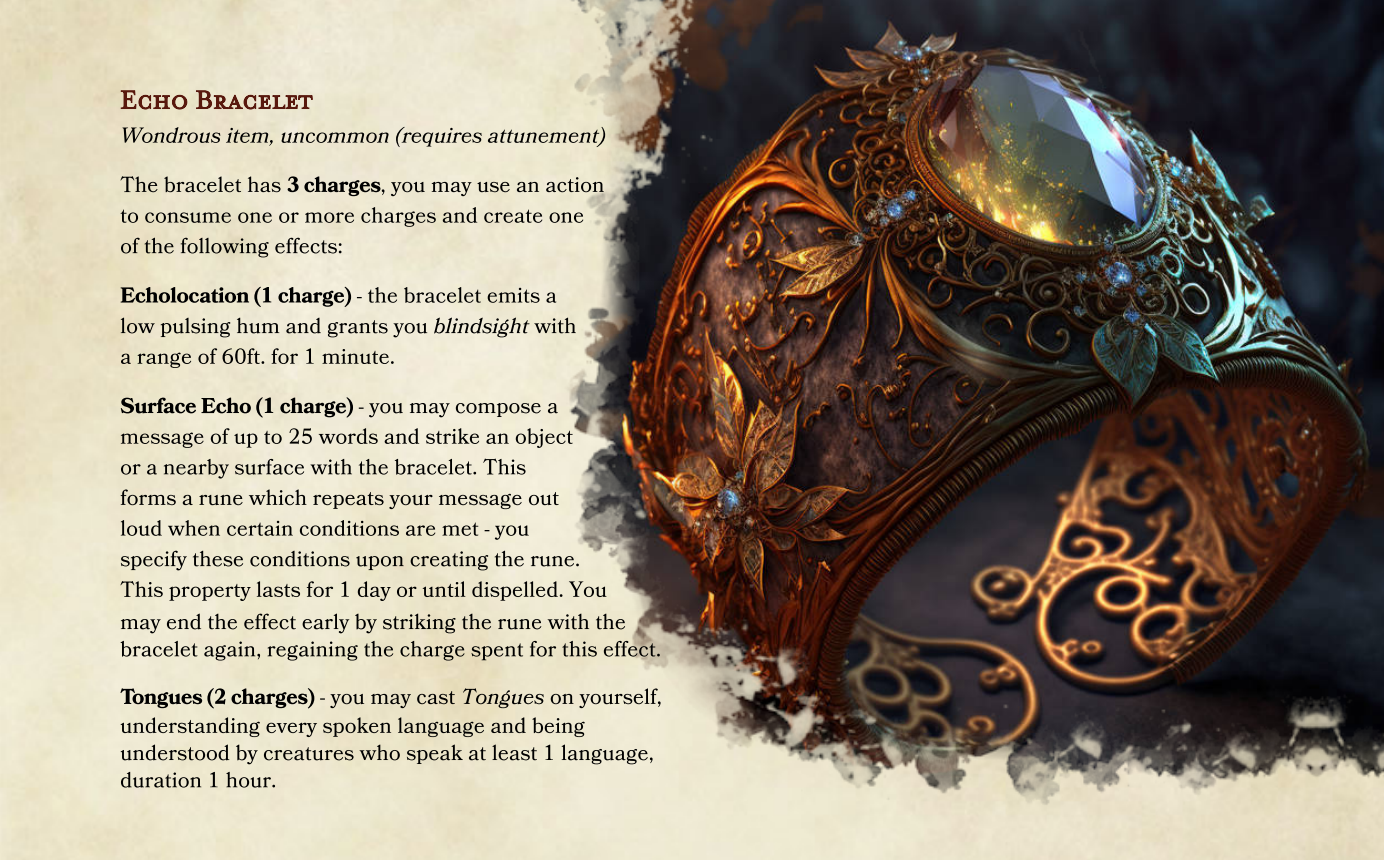 Echo Bracelet
Wondrous item, uncommon (requires attunement)
The bracelet has 3 charges, you may use an action
to consume one or more charges and create one
of the following effects:
Echolocation (1 charge) - the bracelet emits a
low pulsing hum and grants you blindsight with
a range of 60ft. for 1 minute.
Surface Echo (1 charge) - you may compose a
message of up to 25 words and strike an object
or a nearby surface with the bracelet. This
forms a rune which repeats your message out
loud when certain conditions are met - you
specify these conditions upon creating the rune.
This property lasts for 1 day or until dispelled. You
may end the effect early by striking the rune with the
bracelet again, regaining the charge spent for this effect.
Tongues (2 charges) - you may cast Tongues on yourself,
understanding every spoken language and being
understood by creatures who speak at least 1 language,
duration 1 hour.